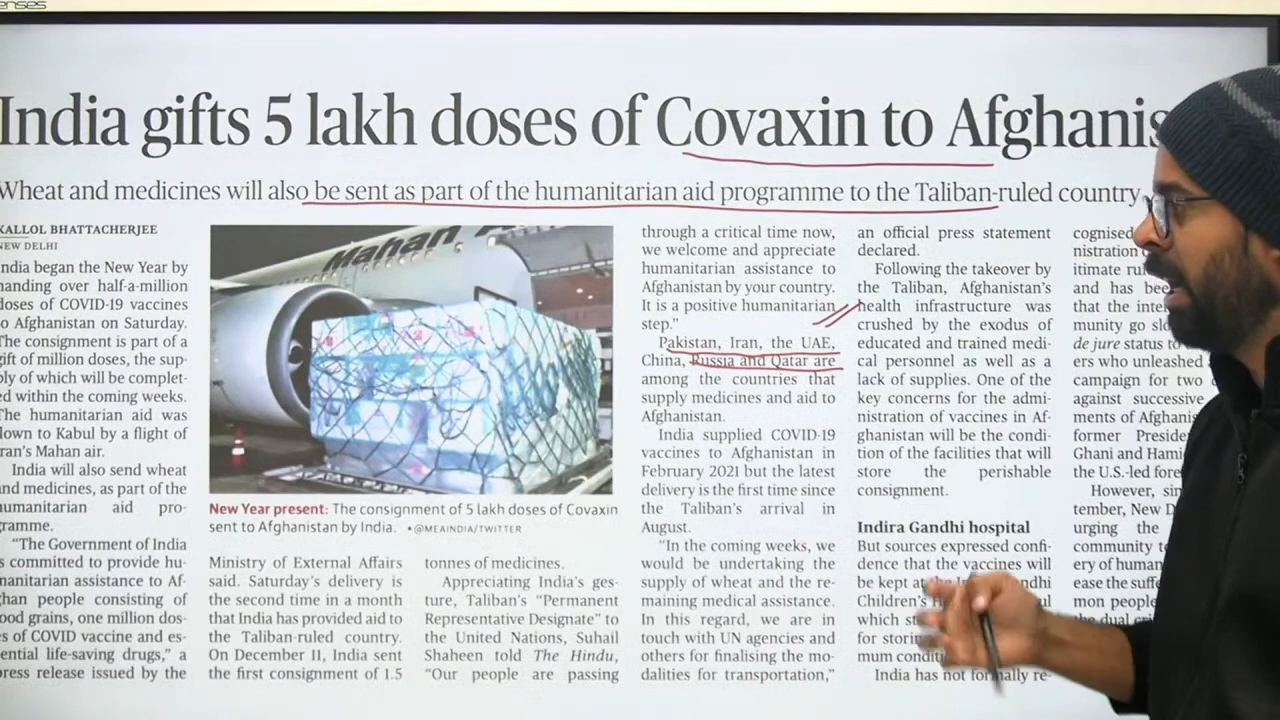 enses
India gifts 5 lakh doses of Covaxin to Afghanis
Wheat and medicines will also be sent as part of the humanitarian aid programme to the Taliban-ruled country
KALLOL BHATTACHERJEE
NEW DELHI
India began the New Year by
handing over half-a-million
doses of COVID-19 vaccines
to Afghanistan on Saturday.
The consignment is part of a
gift of million doses, the sup-
ply of which will be complet-
ed within the coming weeks.
The humanitarian aid was
flown to Kabul by a flight of
Iran's Mahan air.
India will also send wheat
and medicines, as part of the
humanitarian aid pro-
gramme.
"The Government of India
is committed to provide hu-
manitarian assistance to Af-
ghan people consisting of
food grains, one million dos-
es of COVID vaccine and es-
sential life-saving drugs," a
press release issued by the
Mahan A
New Year present: The consignment of 5 lakh doses of Covaxin
sent to Afghanistan by India. •@MEAINDIA/TWITTER
Ministry of External Affairs
said. Saturday's delivery is
the second time in a month
that India has provided aid to
the Taliban-ruled country.
On December 11, India sent
the first consignment of 1.5
tonnes of medicines.
Appreciating India's ges-
ture, Taliban's "Permanent
Representative Designate" to
the United Nations, Suhail
Shaheen told The Hindu,
"Our people are passing
through a critical time now,
we welcome and appreciate
humanitarian assistance to
Afghanistan by your country.
It is a positive humanitarian
step."
Pakistan, Iran, the UAE,
China, Russia and Qatar are
among the countries that
supply medicines and aid to
Afghanistan.
India supplied COVID-19
vaccines to Afghanistan in
February 2021 but the latest
delivery is the first time since
the Taliban's arrival in
August.
"In the coming weeks, we
would be undertaking the
supply of wheat and the re-
maining medical assistance.
In this regard, we are in
touch with UN agencies and
others for finalising the mo-
dalities for transportation,"
an official press statement
declared.
Following the takeover by
the Taliban, Afghanistan's
health infrastructure was
crushed by the exodus of
educated and trained medi-
cal personnel as well as a
lack of supplies. One of the
key concerns for the admi-
nistration of vaccines in Af-
ghanistan will be the condi-
tion of the facilities that will
store the perishable
consignment.
Indira Gandhi hospital
But sources expressed confi-
dence that the vaccines will
be kept at the In ndhi
Children's H ul
which st
for storin
mum conditi
India has not formally re-
cognised
nistration o
itimate ru
and has bee
that the inte
munity go slo
de jure status to
ers who unleashed
campaign for two
against successive
ments of Afghanis
former Presiden
Ghani and Hami
the U.S.-led fore
However, sin
tember, New D
urging the
community to
ery of human
ease the suffe
mon people
the dual cri